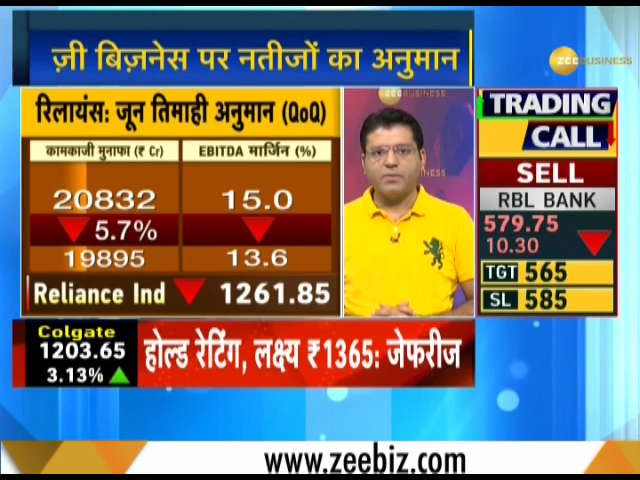 ज़ी बिज़नेस पर नतीजों का अनुमान
ZEEBUSINESS
रिलायंस: जून तिमाही अनुमान (QoQ)
कामकाजी मुनाफा (₹ Cr)
EBITDA मार्जिन (%)
20832
15.0
5.7%
19895
13.6
Reliance Ind
1261.85
ZEEBUSINESS
TRADING
CALL
SELL
RBL BANK
579.75
10.30
TGT 565
SL 585
Colgate
1203.65
3.13%
होल्ड रेटिंग, लक्ष्य ₹1365: जेफरीज
www.zeebiz.com